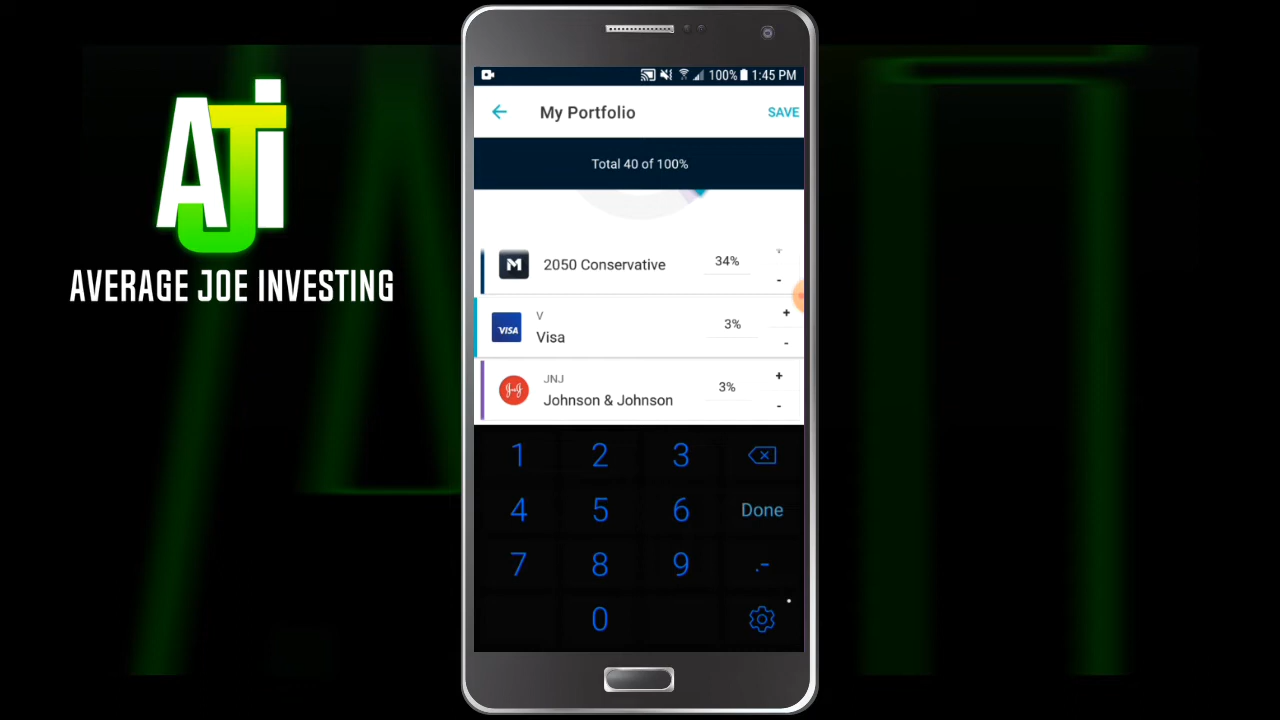 AJi
AVERAGE JOE INVESTING
100% 1:45 PM
My Portfolio
SAVE
Total 40 of 100%
M
2050 Conservative
34%
-
VISA
V
Visa
3%
+
-
JNJ
Johnson & Johnson
3%
+
-
1 2 3
4 5 6 Done
7 8 9 .-
0